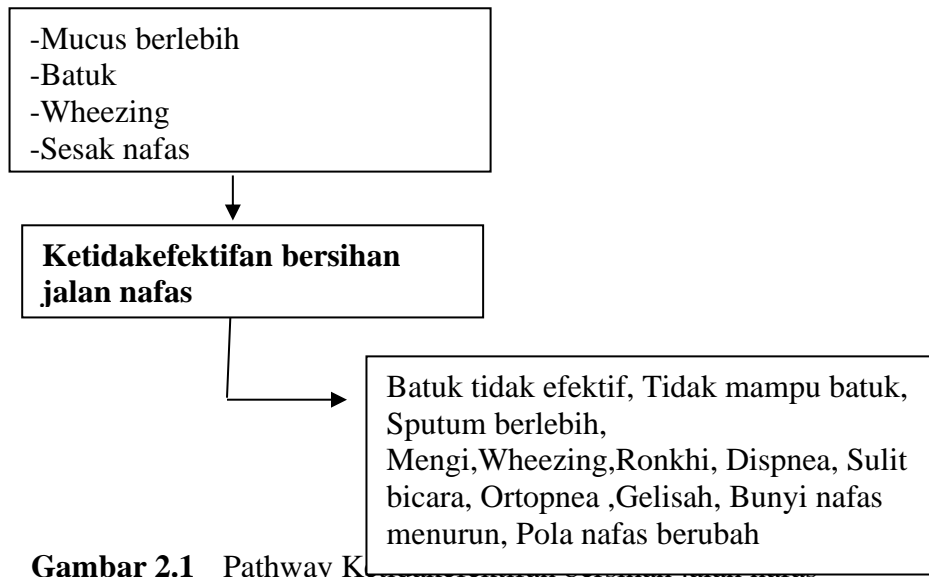 -Mucus berlebih
-Batuk
-Wheezing
-Sesak nafas
Ketidakefektifan bersihan
jalan nafas
Batuk tidak efektif, Tidak mampu batuk,
Sputum berlebih,
Mengi,Wheezing,Ronkhi, Dispnea, Sulit
bicara, Ortopnea ,Gelisah, Bunyi nafas
menurun, Pola nafas berubah
Gambar 2.1 Pathway